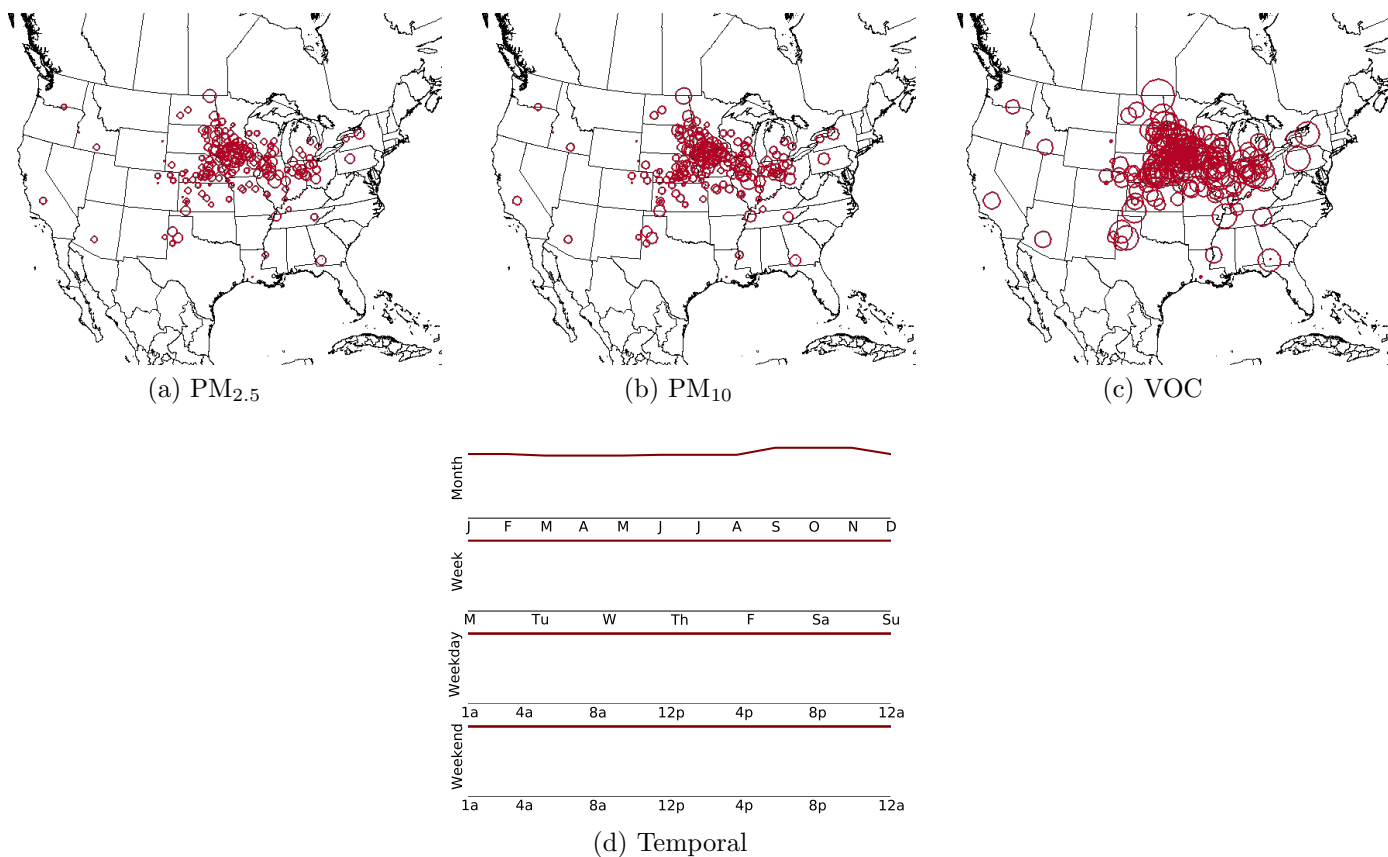 (a) PM₂.₅
(b) PM₁₀
(c) VOC
Month
J F M A M J J A S O N D
Week
M Tu W Th F Sa Su
Weekday
1a 4a 8a 12p 4p 8p 12a
Weekend
1a 4a 8a 12p 4p 8p 12a
(d) Temporal